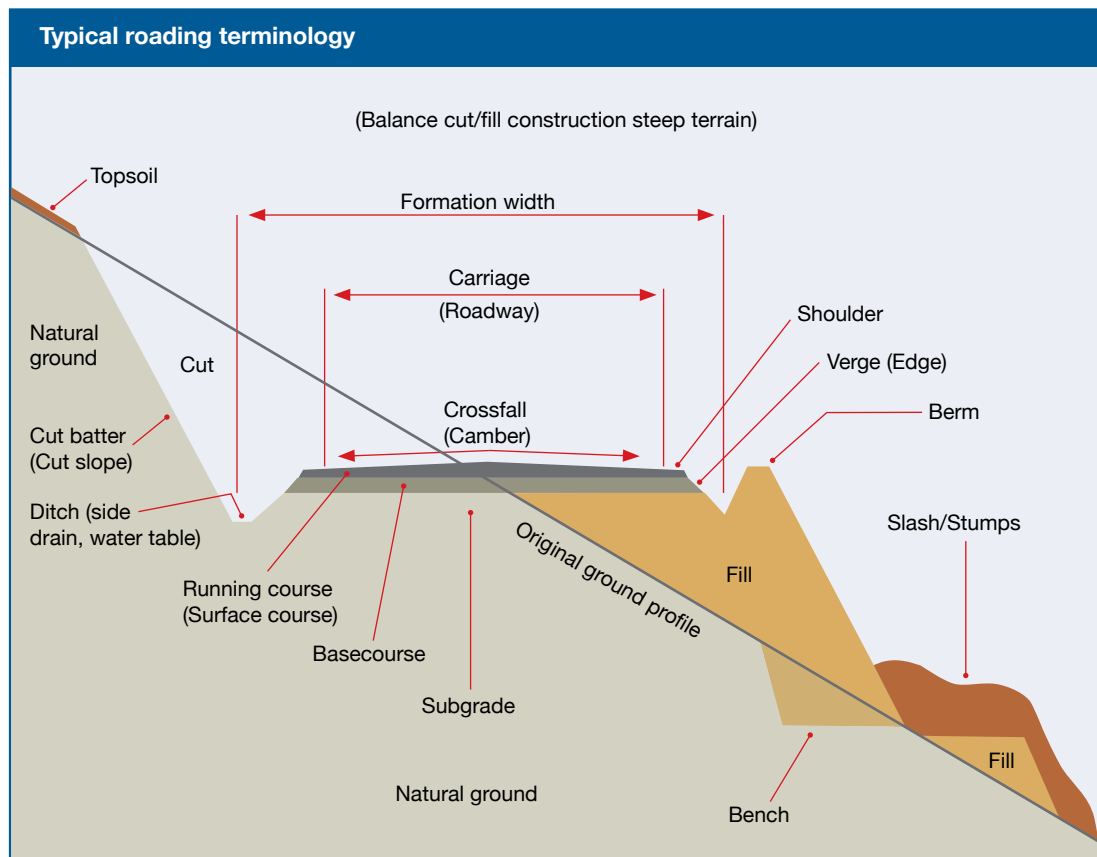 Typical roading terminology
(Balance cut/fill construction steep terrain)
Topsoil
Formation width
Carriage
(Roadway)
Shoulder
Natural
ground
Cut
Verge (Edge)
Crossfall
(Camber)
Berm
Cut batter
(Cut slope)
Ditch (side
drain, water table)
Slash/Stumps
Original ground profile
Fill
Running course
(Surface course)
Basecourse
Subgrade
Fill
Natural ground
Bench